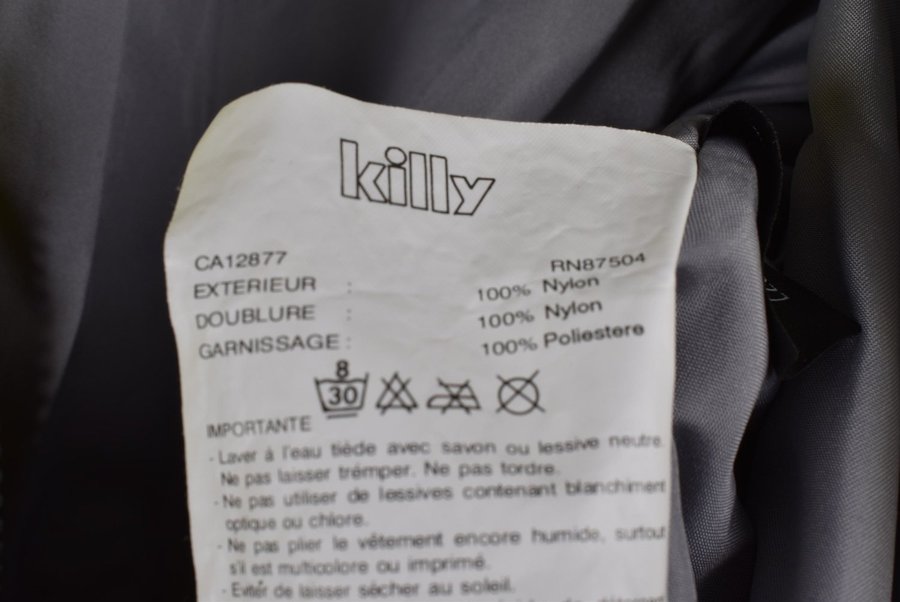 killy
CA12877 RN87504
EXTERIEUR : 100% Nylon
DOUBLURE : 100% Nylon
GARNISSAGE : 100% Poliestere
8
30
IMPORTANTE
- Laver à l'eau tiède avec savon ou lessive neutre.
Ne pas laisser trémper. Ne pas tordre.
- Ne pas utiliser de lessives contenant blanchiment
optique ou chlore.
- Ne pas plier le vêtement encore humide, surtout
s'il est multicolore ou imprimé.
- Evitér de laisser sécher au soleil.